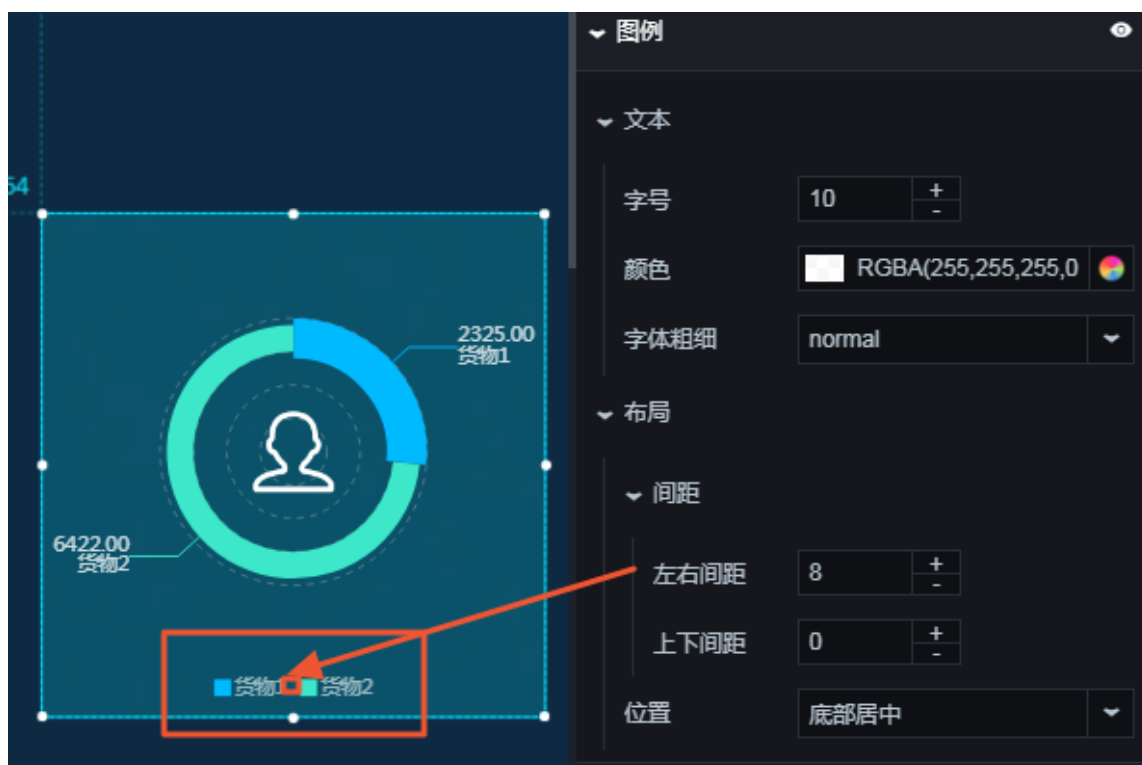 54
2325.00
货物1
6422.00
货物2
货物1 货物2
图例
文本
字号 10 + -
颜色 RGBA(255,255,255,0
字体粗细 normal
布局
间距
左右间距 8 + -
上下间距 0 + -
位置 底部居中